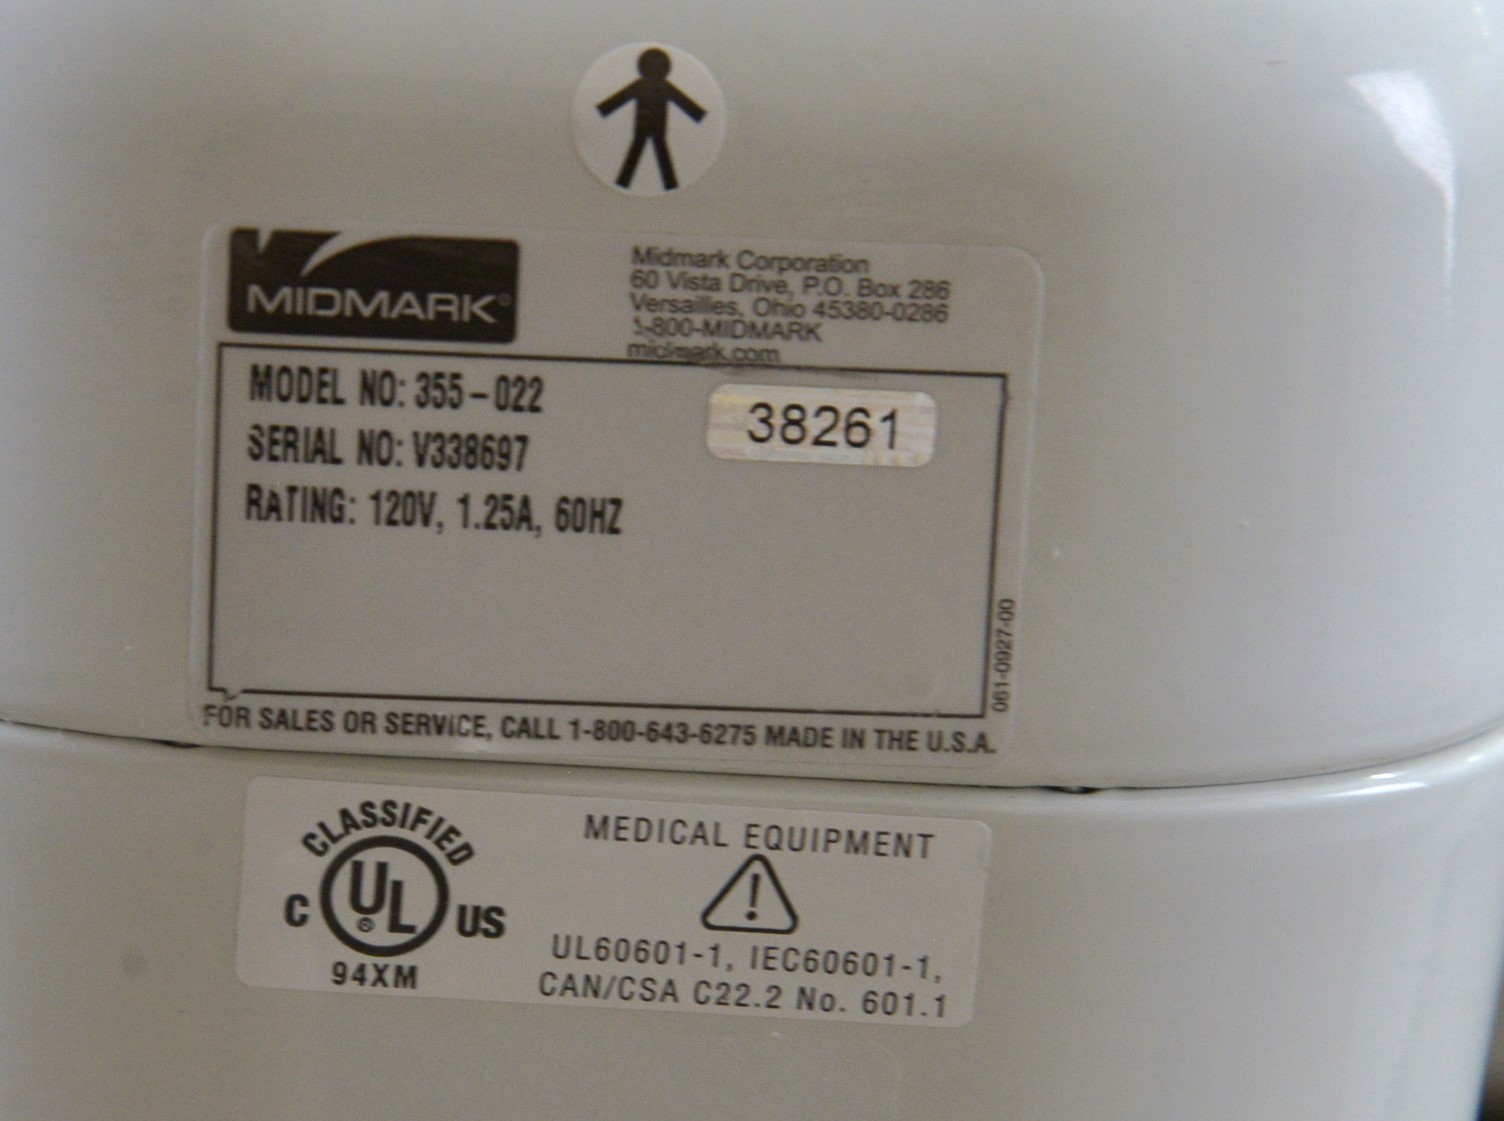 MIDMARK®
Midmark Corporation
60 Vista Drive, P.O. Box 286
Versailles, Ohio 45380-0286
1-800-MIDMARK
midmark.com
MODEL NO: 355-022
38261
SERIAL NO: V338697
RATING: 120V, 1.25A, 60HZ
061-0927-00
FOR SALES OR SERVICE, CALL 1-800-643-6275 MADE IN THE U.S.A.
CLASSIFIED
C UL® US
94XM
MEDICAL EQUIPMENT
!
UL60601-1, IEC60601-1,
CAN/CSA C22.2 No. 601.1